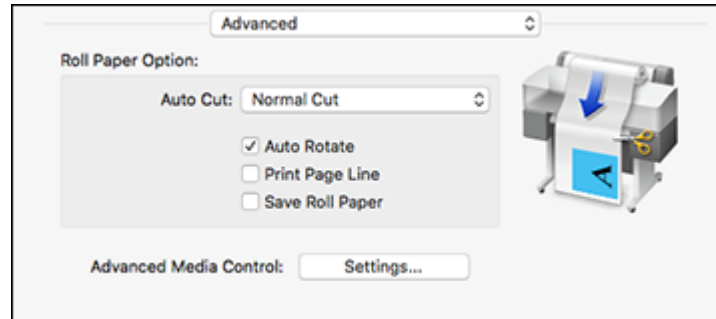 Advanced
Roll Paper Option:
Auto Cut: Normal Cut
Auto Rotate
Print Page Line
Save Roll Paper
A
Advanced Media Control: Settings...